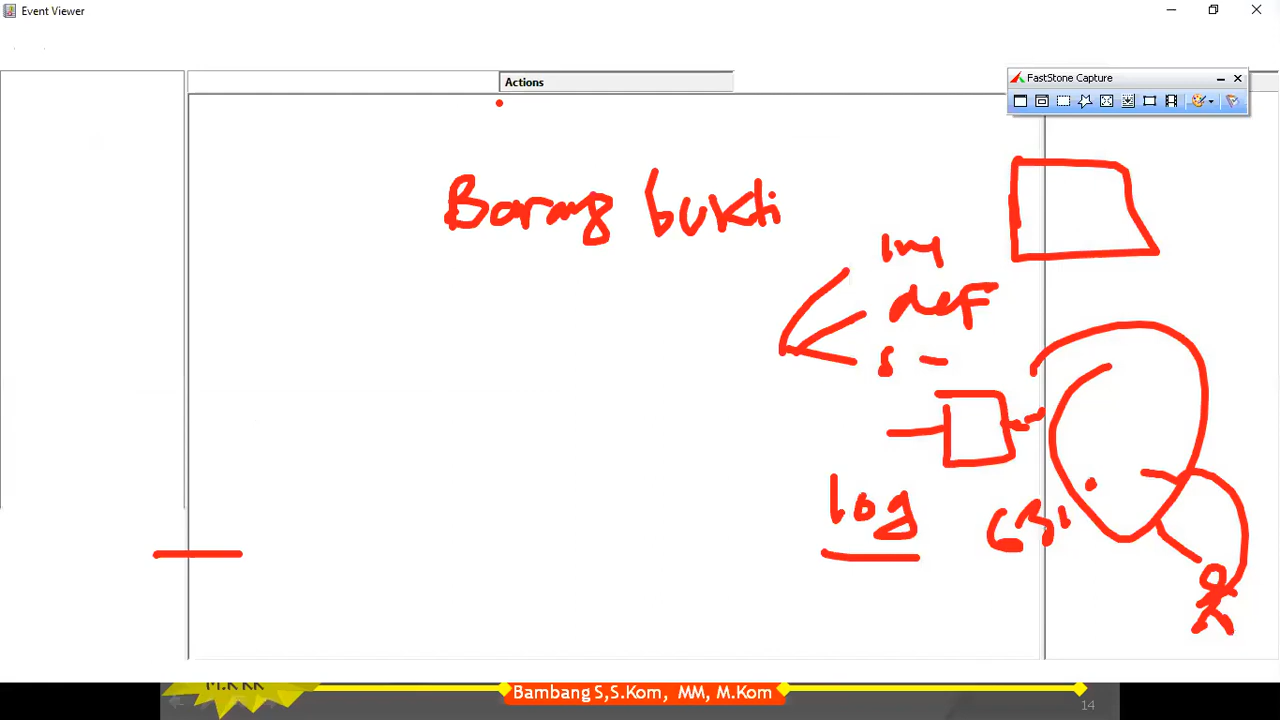 Event Viewer
FastStone Capture
Actions
Barang bukti
def
s -
log
Bambang S,S.Kom, MM, M.Kom
14